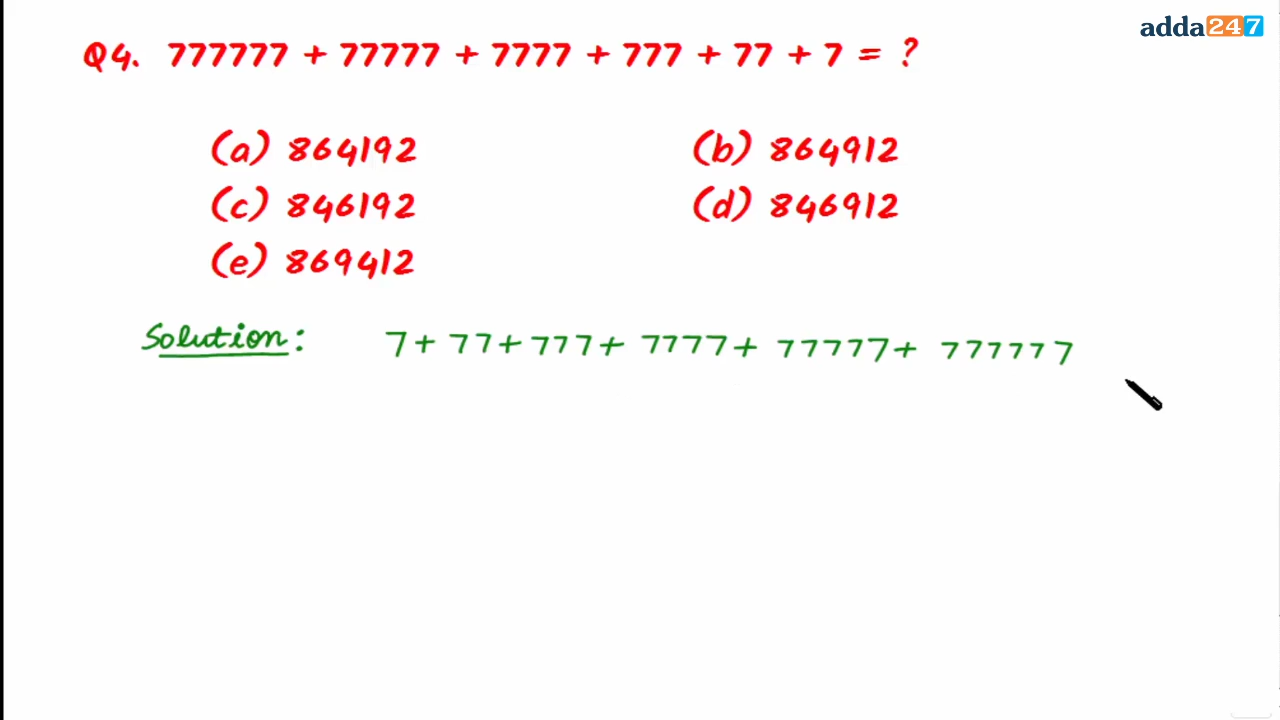 adda247
Q4. 777777 + 77777 + 7777 + 777 + 77 + 7 = ?
(a) 864192 (b) 864912
(c) 846192 (d) 846912
(e) 869412
Solution: 7+ 77+ 777+ 7777+ 77777+ 777777